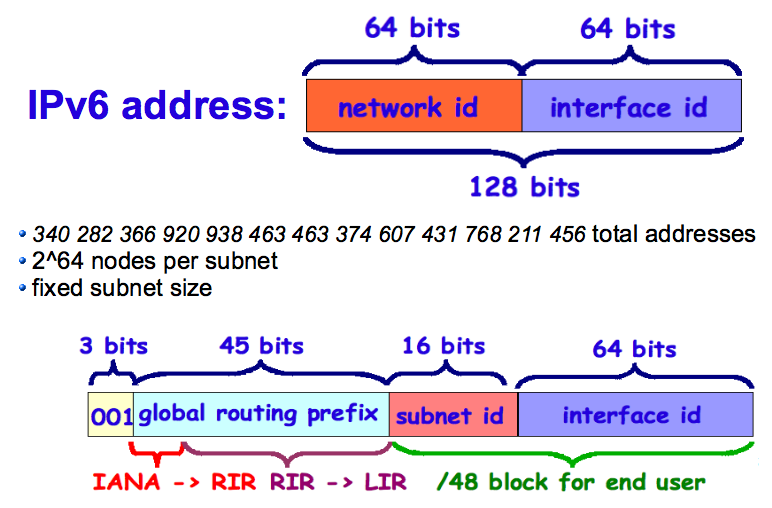 64 bits 64 bits
IPv6 address: network id interface id
128 bits
340 282 366 920 938 463 463 374 607 431 768 211 456 total addresses
2^64 nodes per subnet
fixed subnet size
3 bits 45 bits 16 bits 64 bits
001 global routing prefix subnet id interface id
IANA -> RIR RIR -> LIR /48 block for end user